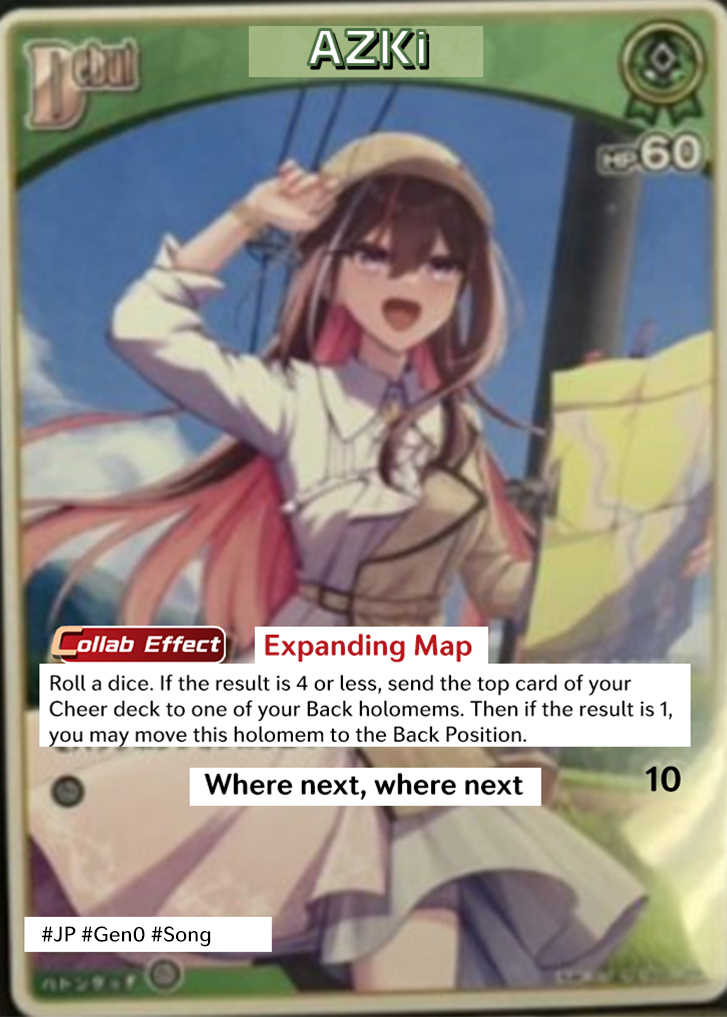 Debut
AZKi
HP 60
Collab Effect
Expanding Map
Roll a dice. If the result is 4 or less, send the top card of your
Cheer deck to one of your Back holomems. Then if the result is 1,
you may move this holomem to the Back Position.
Where next, where next
10
#JP #Gen0 #Song
バトンタッチ